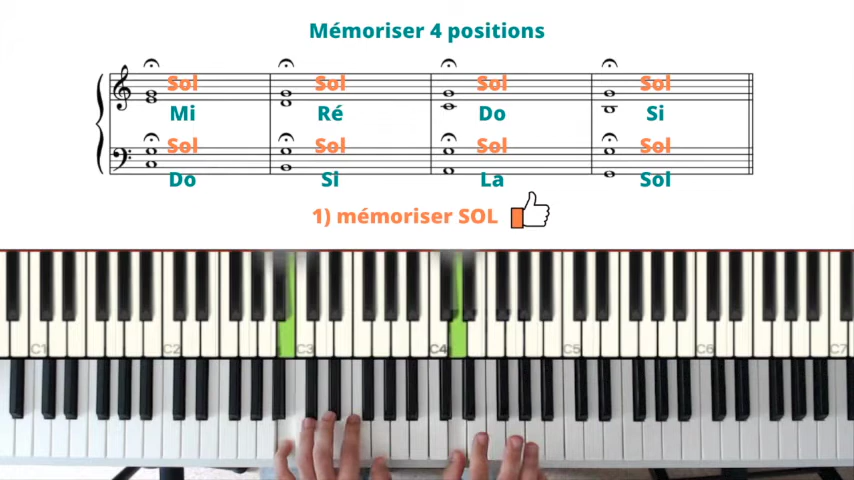 Mémoriser 4 positions
Sol Sol Sol Sol
Mi Ré Do Si
Sol Sol Sol Sol
Do Si La Sol
1) mémoriser SOL
C1 C2 C3 C4 C5 C6 C7